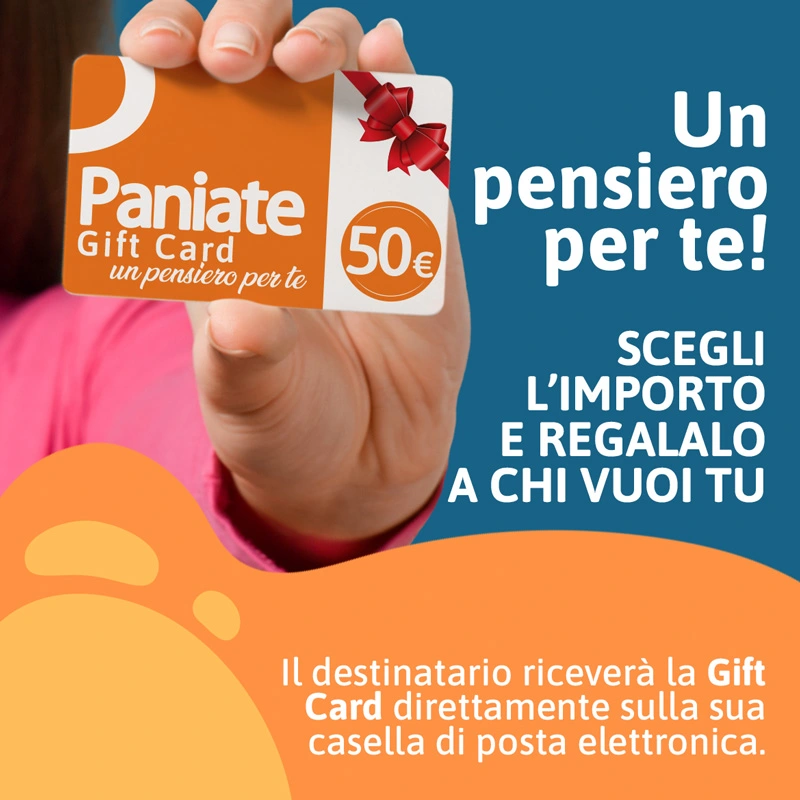 Paniate
Gift Card
un pensiero per te
50€
Un
pensiero
per te!
SCEGLI
L’IMPORTO
E REGALALO
A CHI VUOI TU
Il destinatario riceverà la Gift
Card direttamente sulla sua
casella di posta elettronica.